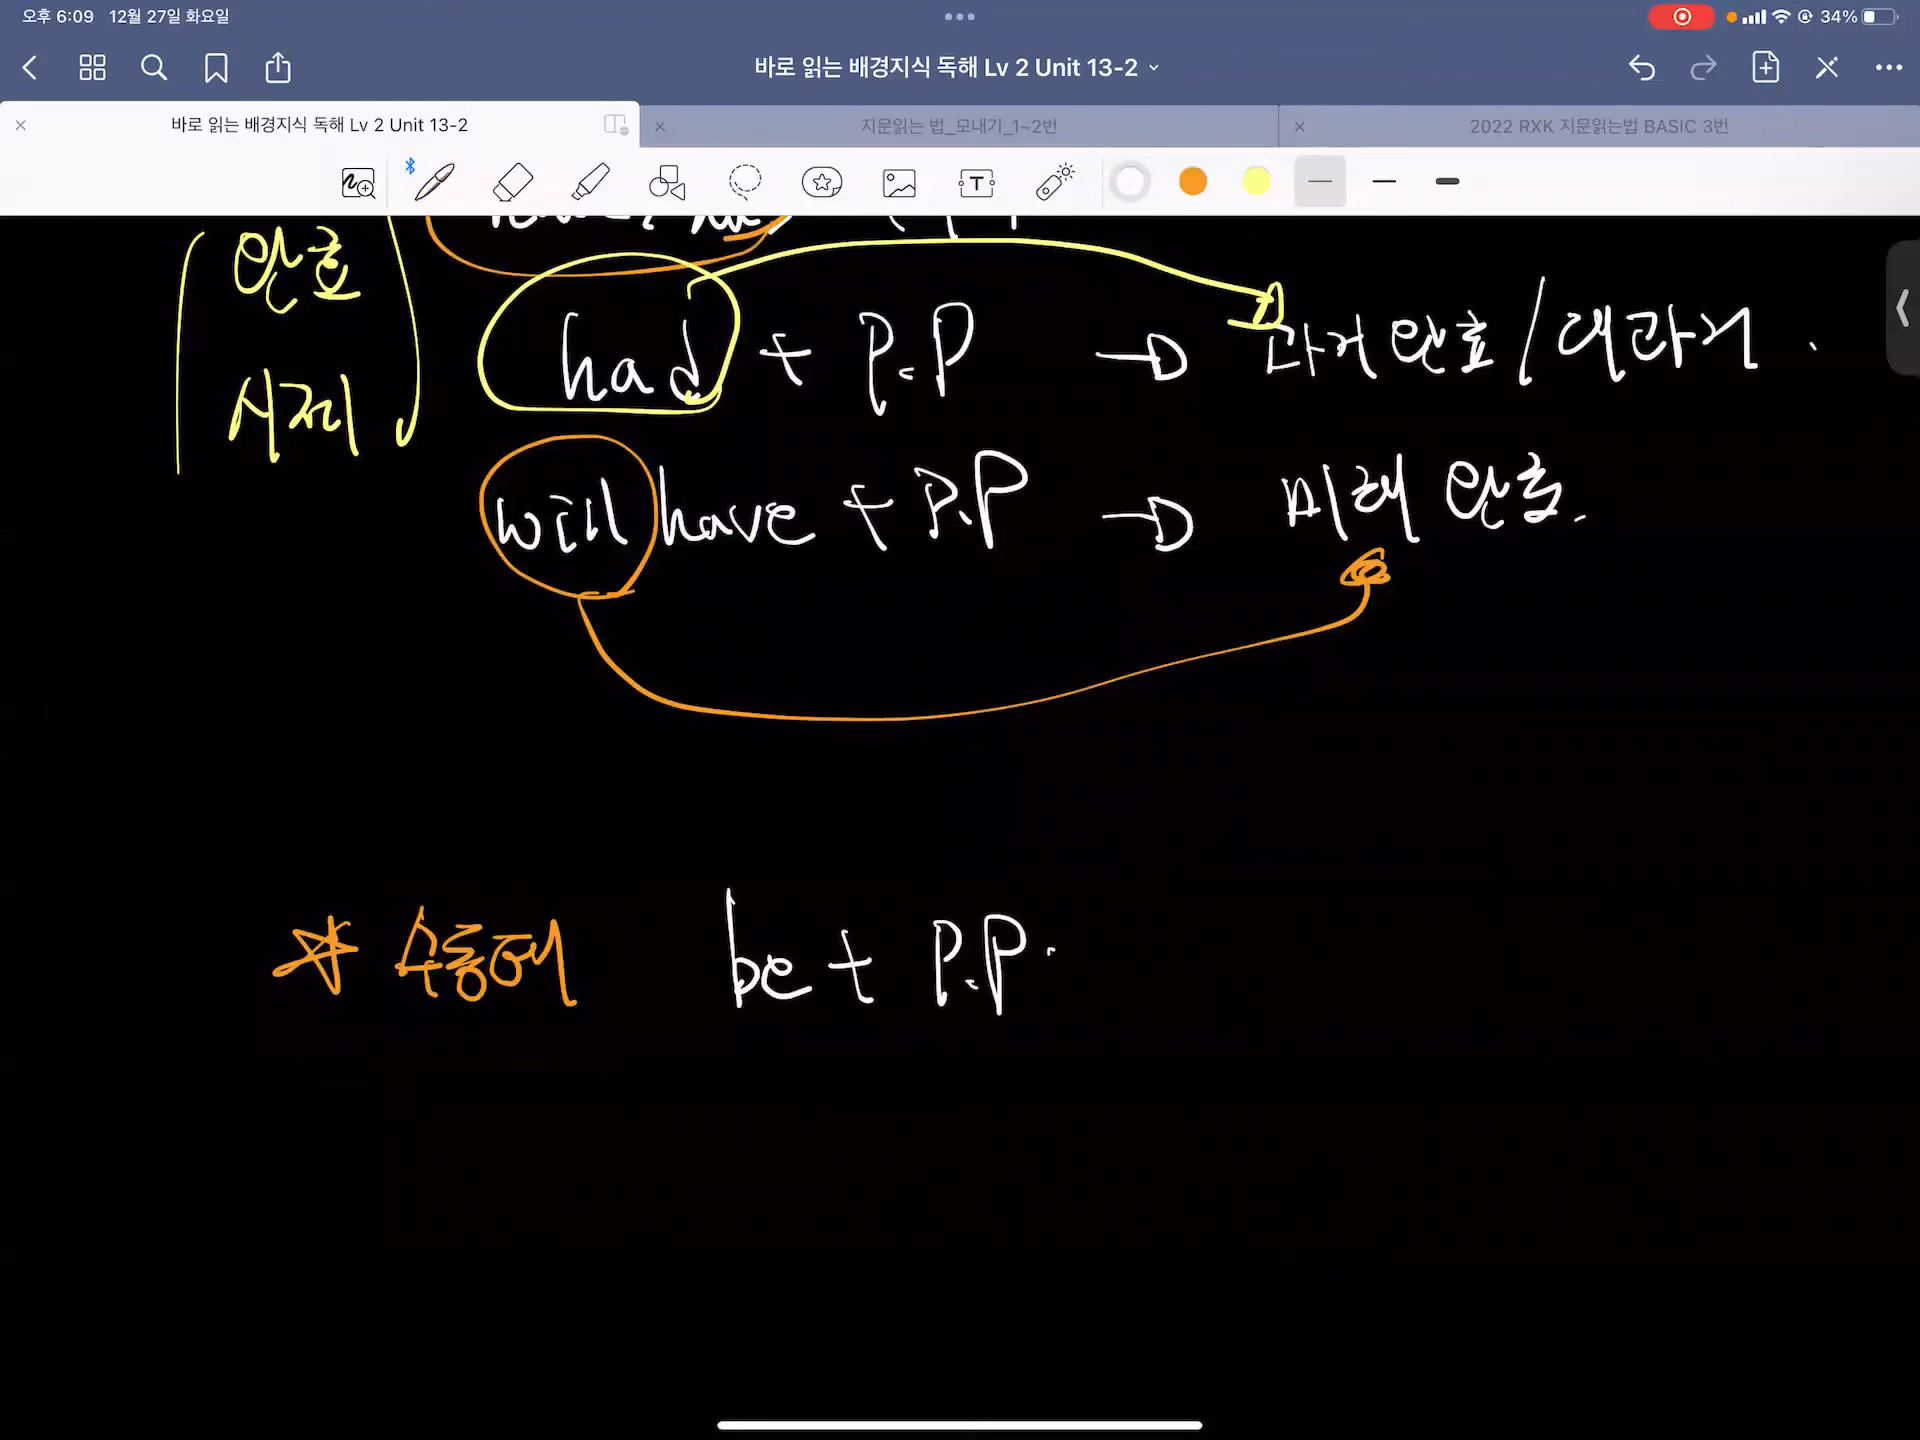 오후 6:09 12월 27일 화요일
34%
바로 읽는 배경지식 독해 Lv 2 Unit 13-2
바로 읽는 배경지식 독해 Lv 2 Unit 13-2
지문읽는 법_모내기_1~2번
2022 RXK 지문읽는법 BASIC 3번
완료
시제
had + P.P → 과거 완료 / 대과거.
will have + P.P → 미래 완료.
수동태 be + P.P.